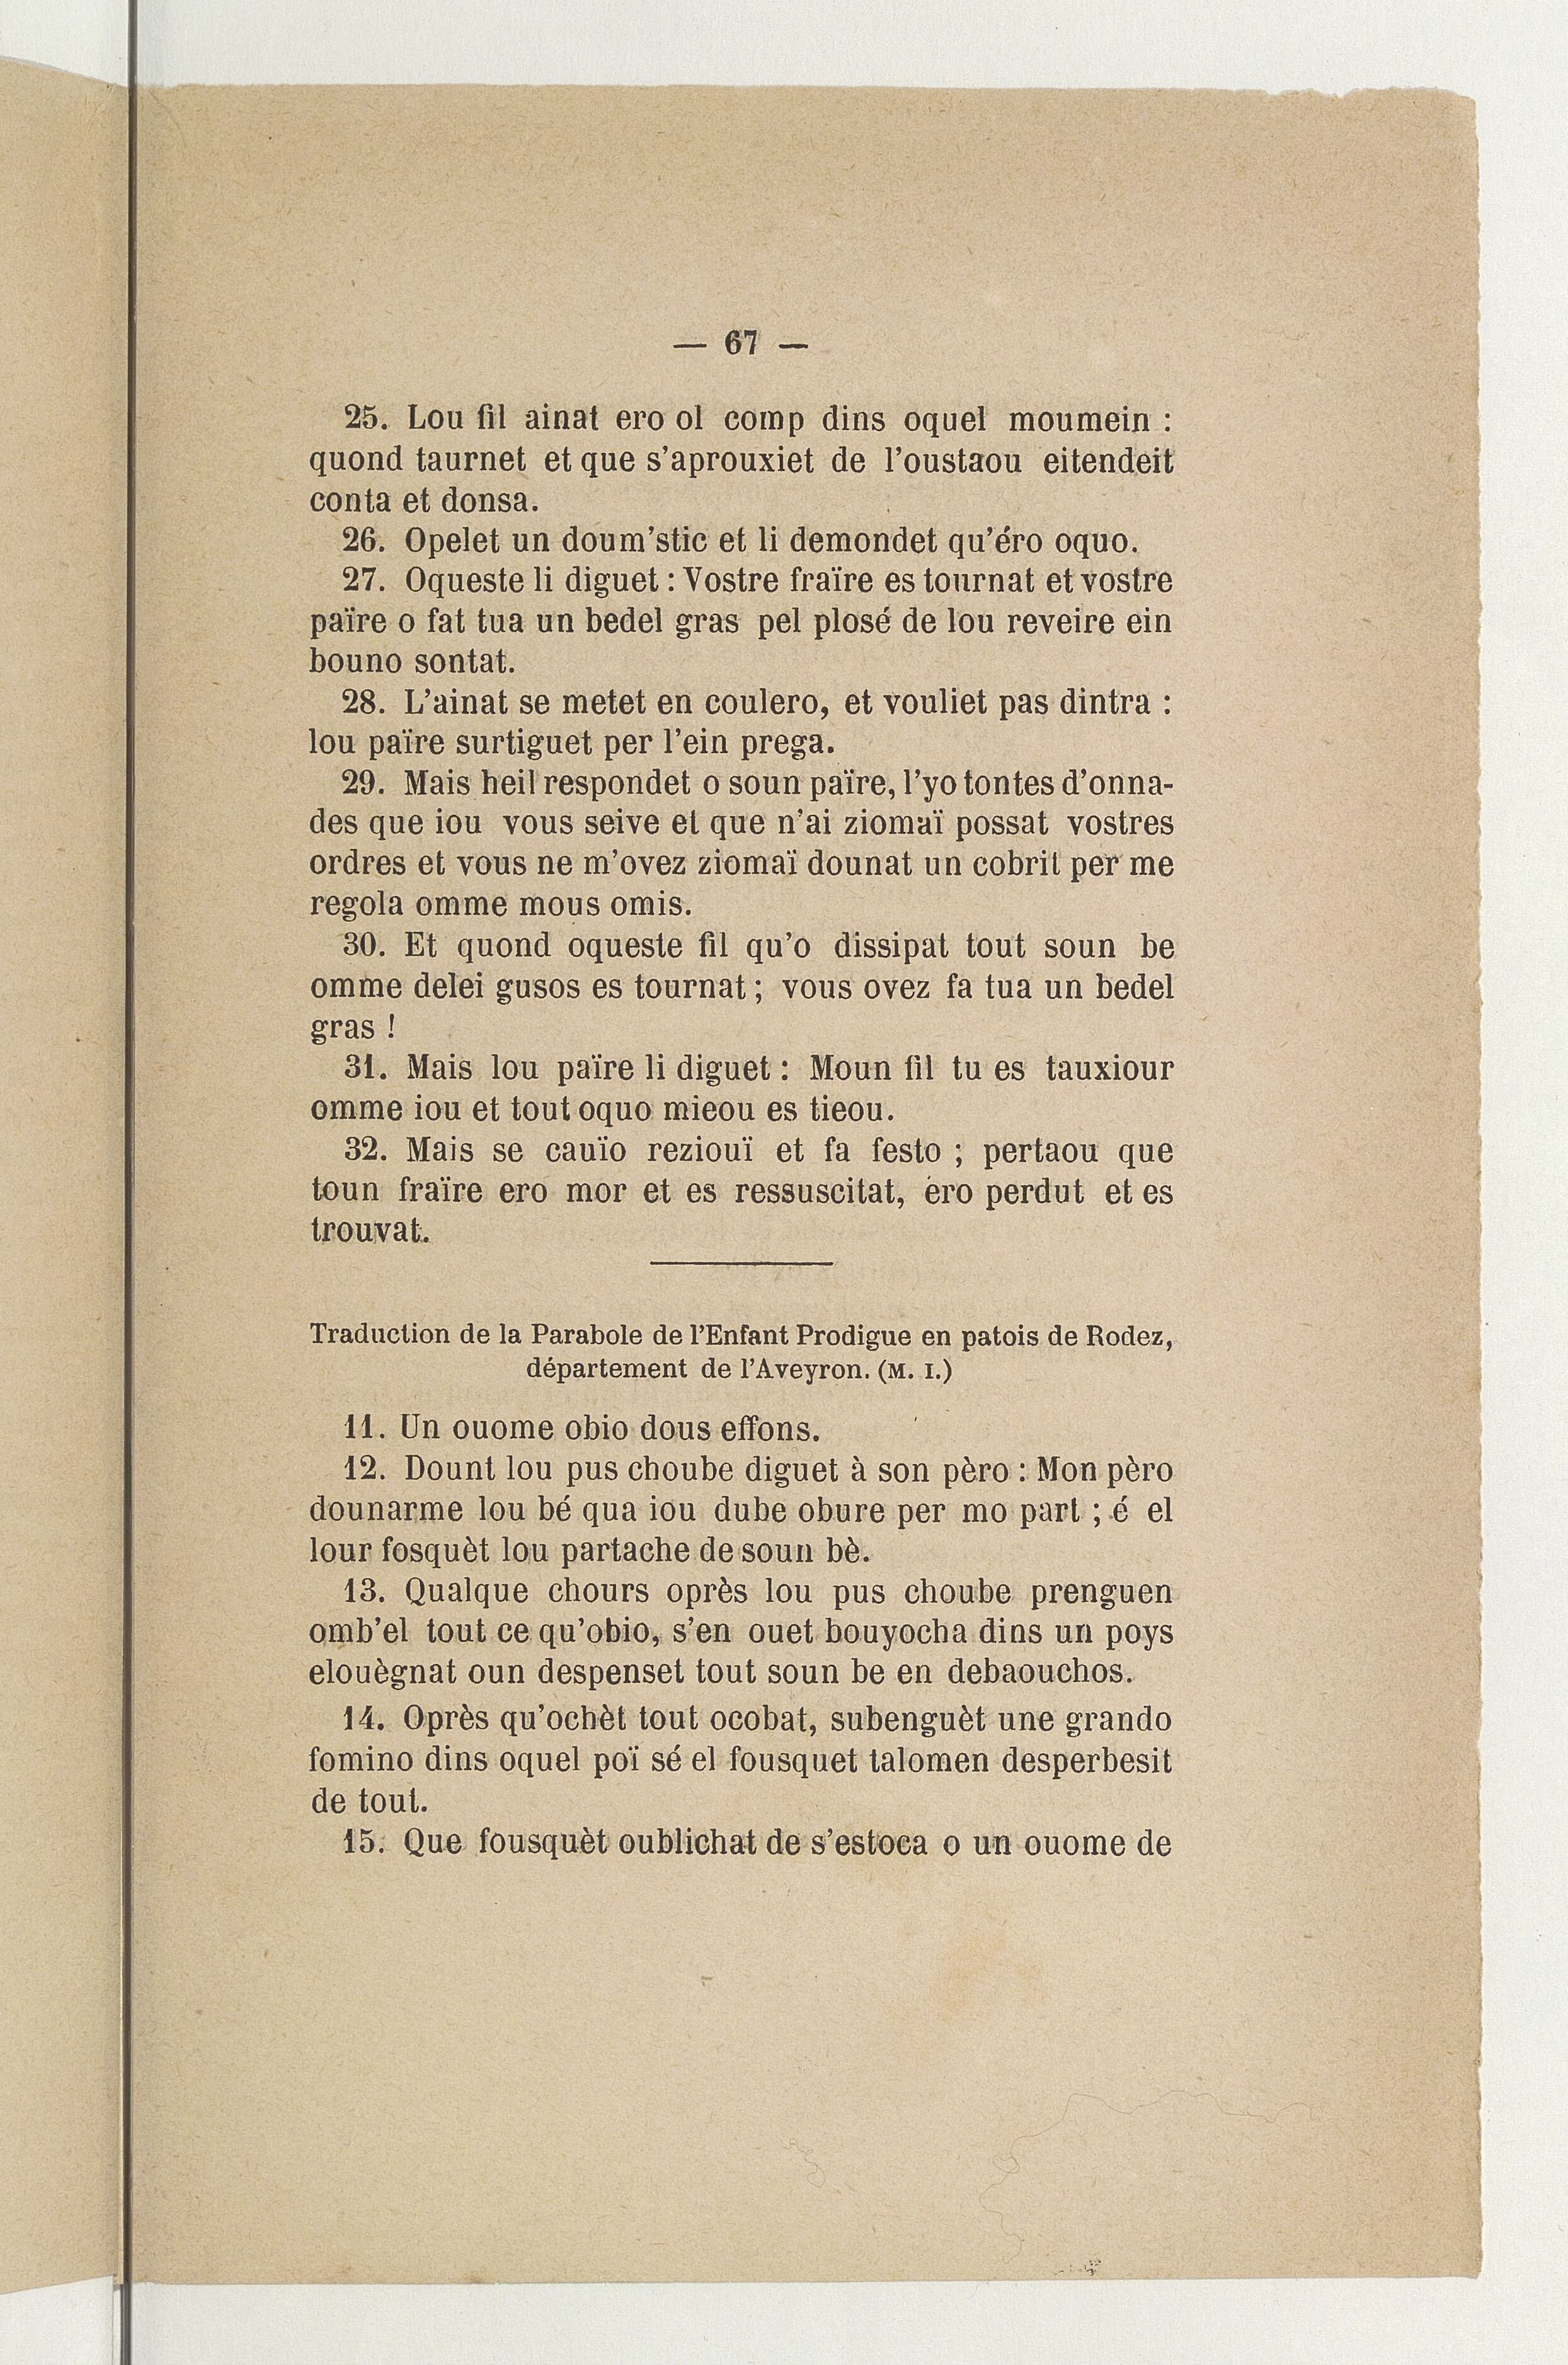 — 67 —
25. Lou fil ainat ero ol comp dins oquel moumein :
quond taurnet et que s'aprouxiet de l'oustaou eitendeit
conta et donsa.
26. Opelet un doum'stic et li demondet qu'éro oquo.
27. Oqueste li diguet : Vostre fraïre es tournat et vostre
païre o fat tua un bedel gras pel plosé de lou reveire ein
bouno sontat.
28. L'ainat se metet en coulero, et vouliet pas dintra :
lou païre surtiguet per l'ein prega.
29. Mais heil respondet o soun païre, l'yo tontes d'onna-
des que iou vous seive et que n'ai ziomaï possat vostres
ordres et vous ne m'ovez ziomaï dounat un cobrit per me
regola omme mous omis.
30. Et quond oqueste fil qu'o dissipat tout soun be
omme delei gusos es tournat ; vous ovez fa tua un bedel
gras !
31. Mais lou païre li diguet : Moun fil tu es tauxiour
omme iou et tout oquo mieou es tieou.
32. Mais se cauïo reziouï et fa festo ; pertaou que
toun fraïre ero mor et es ressuscitat, ero perdut et es
trouvat.
Traduction de la Parabole de l'Enfant Prodigue en patois de Rodez,
département de l'Aveyron. (M. I.)
11. Un ouome obio dous effons.
12. Dount lou pus choube diguet à son pèro : Mon pèro
dounarme lou bé qua iou dube obure per mo part ; é el
lour fosquèt lou partache de soun bè.
13. Qualque chours oprès lou pus choube prenguen
omb'el tout ce qu'obio, s'en ouet bouyocha dins un poys
elouègnat oun despenset tout soun be en debaouchos.
14. Oprès qu'ochèt tout ocobat, subenguèt une grando
fomino dins oquel poï sé el fousquet talomen desperbesit
de tout.
15. Que fousquèt oublichat de s'estoca o un ouome de